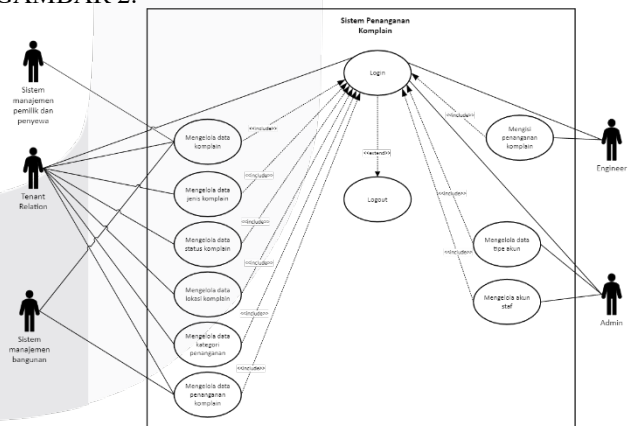 GAMBAR 2.
Sistem Penanganan
Komplain
Login
Sistem
manajemen
pemilik dan
penyewa
<<include>>
<<include>>
Mengelola data
komplain
Mengisi
penanganan
komplain
Engineer
<<extend>>
Tenant
Relation
<<include>>
Mengelola data
jenis komplain
Logout
<<include>>
<<include>>
Mengelola data
status komplain
Mengelola data
tipe akun
<<include>>
<<include>>
Mengelola data
lokasi komplain
Mengelola akun
staf
Admin
<<include>>
Sistem
manajemen
bangunan
Mengelola data
kategori
penanganan
<<include>>
Mengelola data
penanganan
komplain